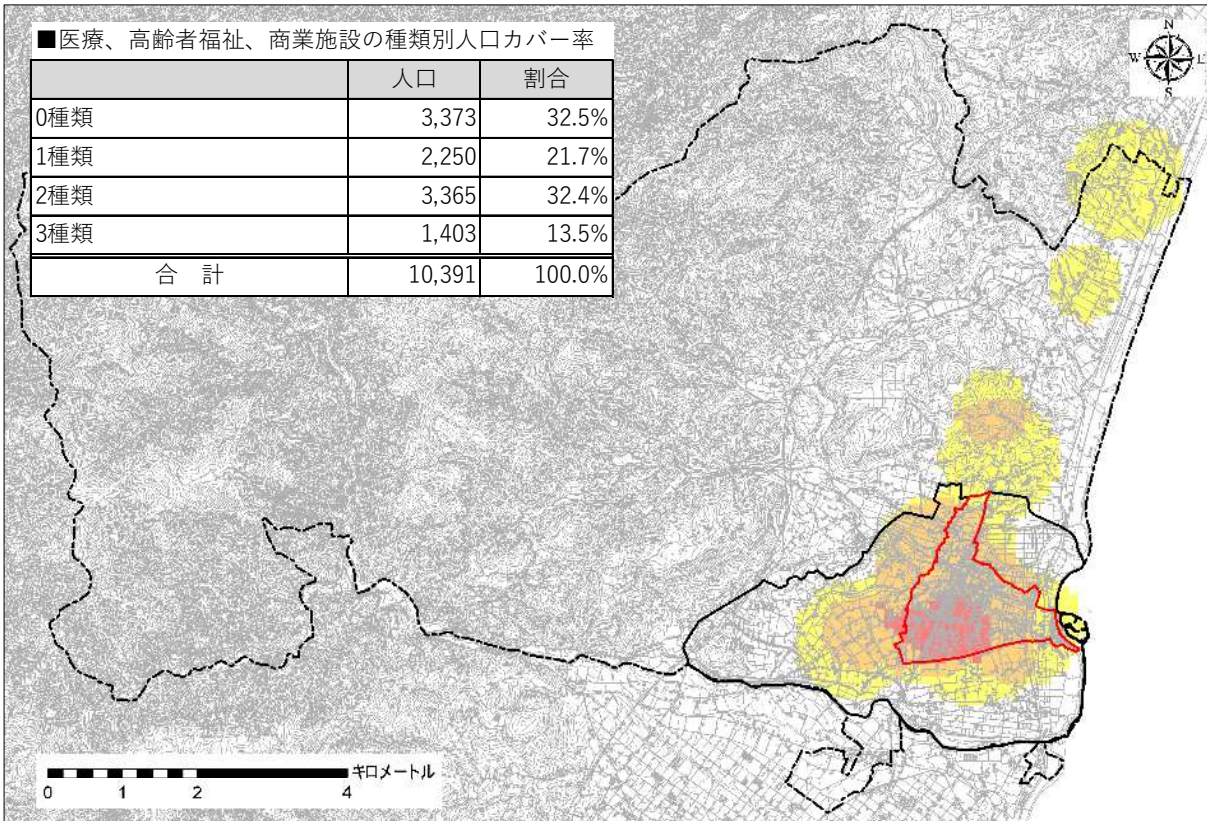 ■医療、高齢者福祉、商業施設の種類別人口カバー率
人口 割合
0種類 3,373 32.5%
1種類 2,250 21.7%
2種類 3,365 32.4%
3種類 1,403 13.5%
合 計 10,391 100.0%
N
W E
S
キロメートル
0 1 2 4